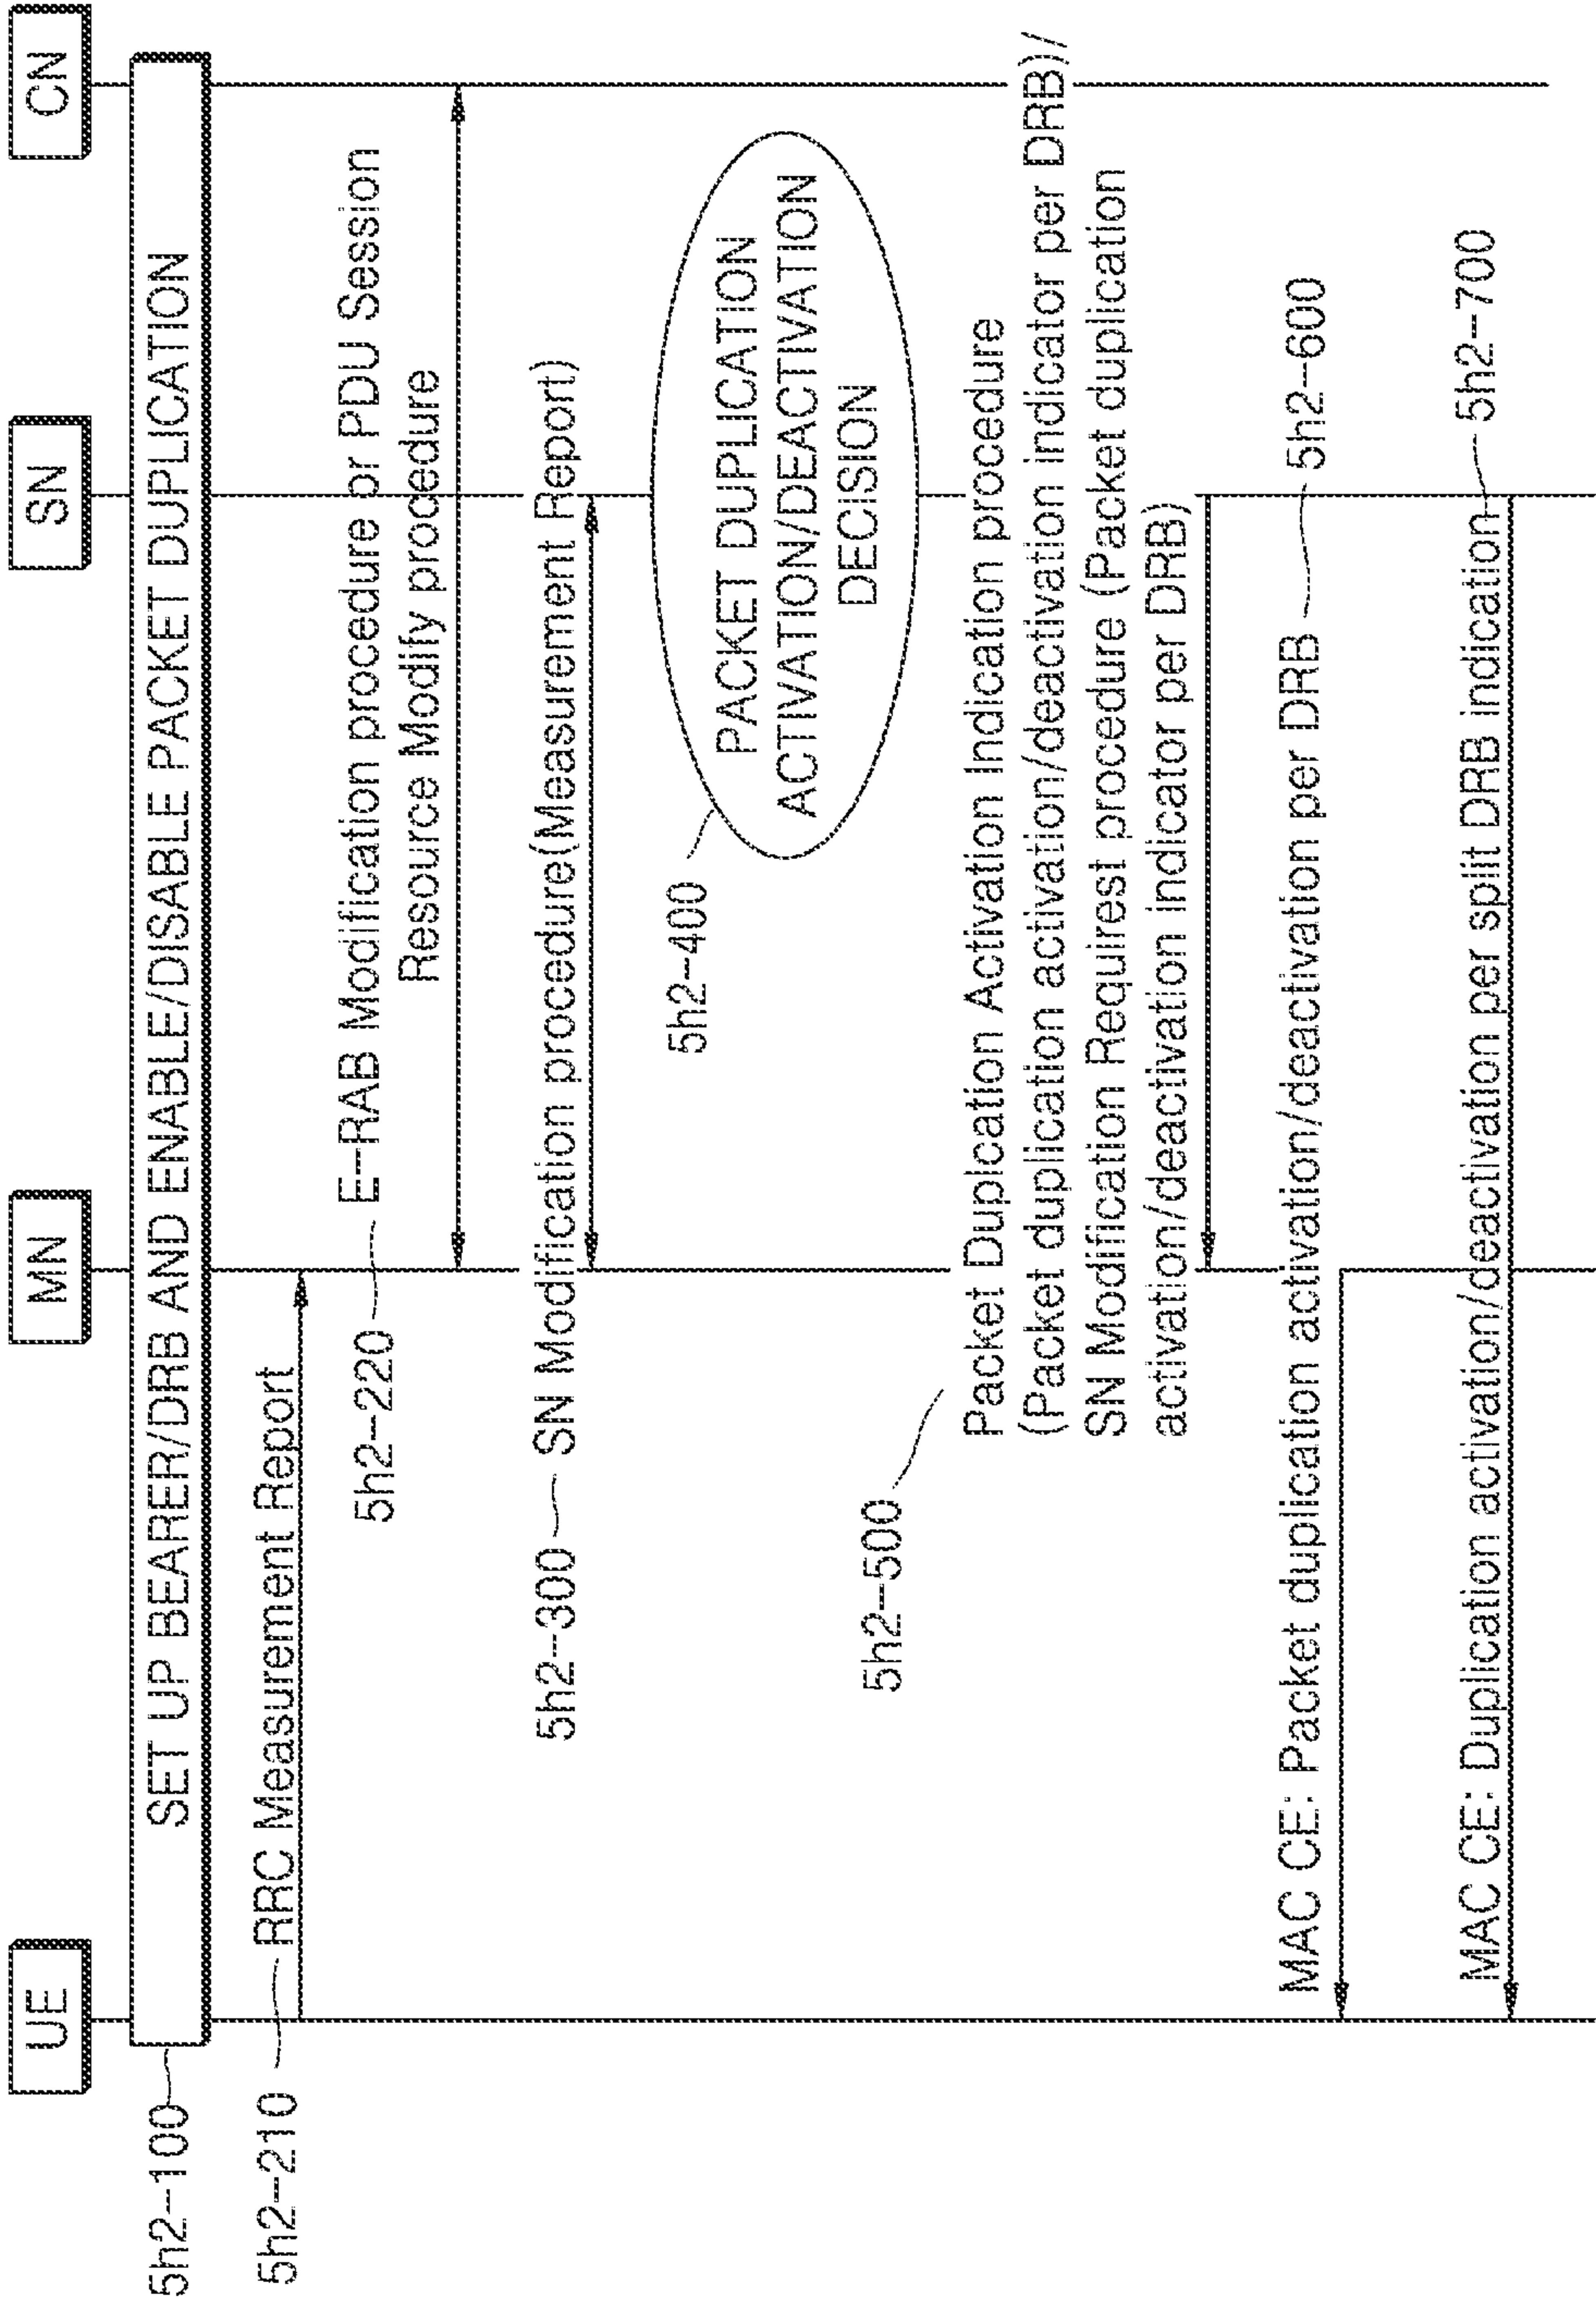 UE
MN
SN
CN
5h2-100
SET UP BEARER/DRB AND ENABLE/DISABLE PACKET DUPLICATION
5h2-210
RRC Measurement Report
5h2-220
E-RAB Modification procedure or PDU Session
Resource Modify procedure
5h2-300
SN Modification procedure(Measurement Report)
5h2-400
PACKET DUPLICATION
ACTIVATION/DEACTIVATION
DECISION
5h2-500
Packet Duplcation Activation Indication procedure
(Packet duplication activation/deactivation indicator per DRB)/
SN Modification Requirest procedure (Packet duplication
activation/deactivation indicator per DRB)
MAC CE: Packet duplication activation/deactivation per DRB
5h2-600
MAC CE: Duplication activation/deactivation per split DRB indication
5h2-700